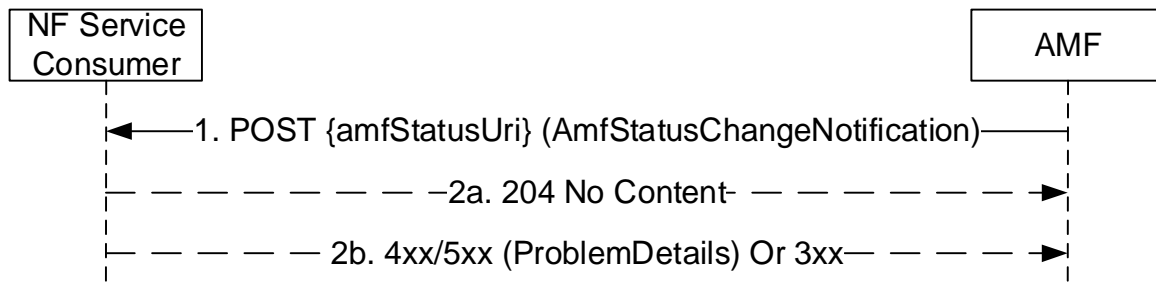 NF Service
Consumer
AMF
1. POST {amfStatusUri} (AmfStatusChangeNotification)
2a. 204 No Content
2b. 4xx/5xx (ProblemDetails) Or 3xx